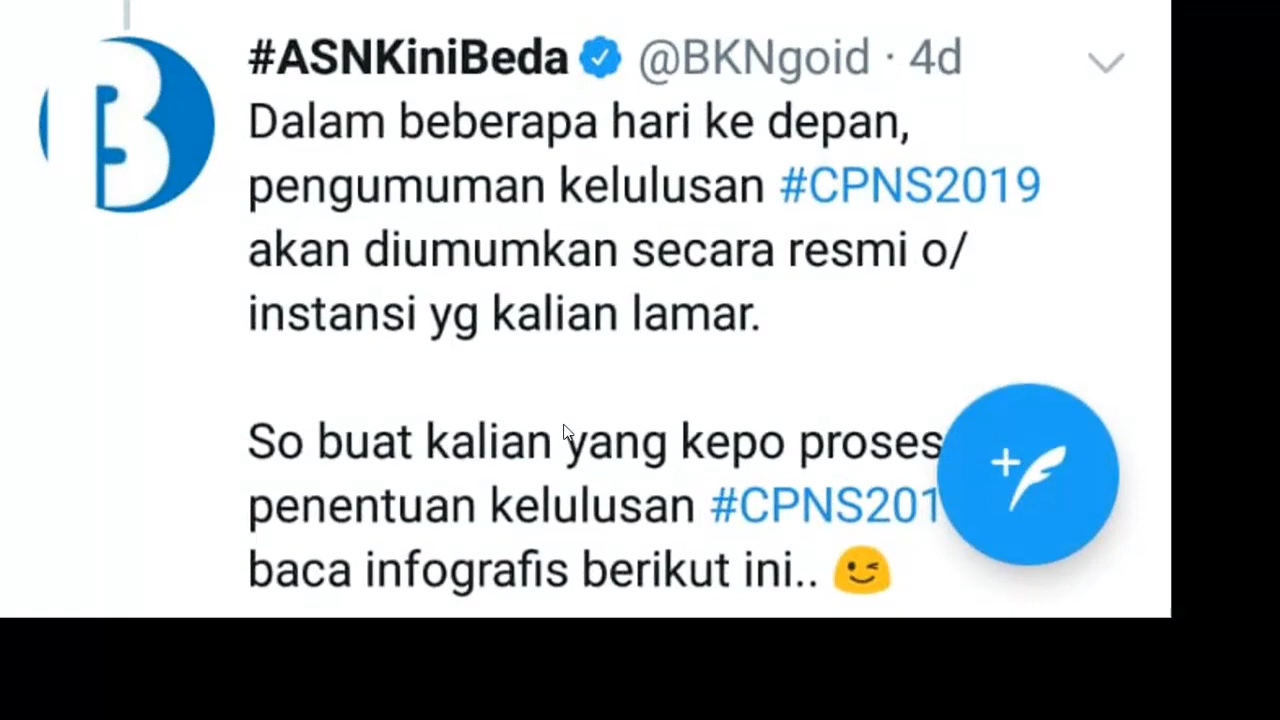 #ASNKiniBeda @BKNgoid · 4d
Dalam beberapa hari ke depan,
pengumuman kelulusan #CPNS2019
akan diumumkan secara resmi o/
instansi yg kalian lamar.
So buat kalian yang kepo proses
penentuan kelulusan #CPNS201
baca infografis berikut ini.. 😉